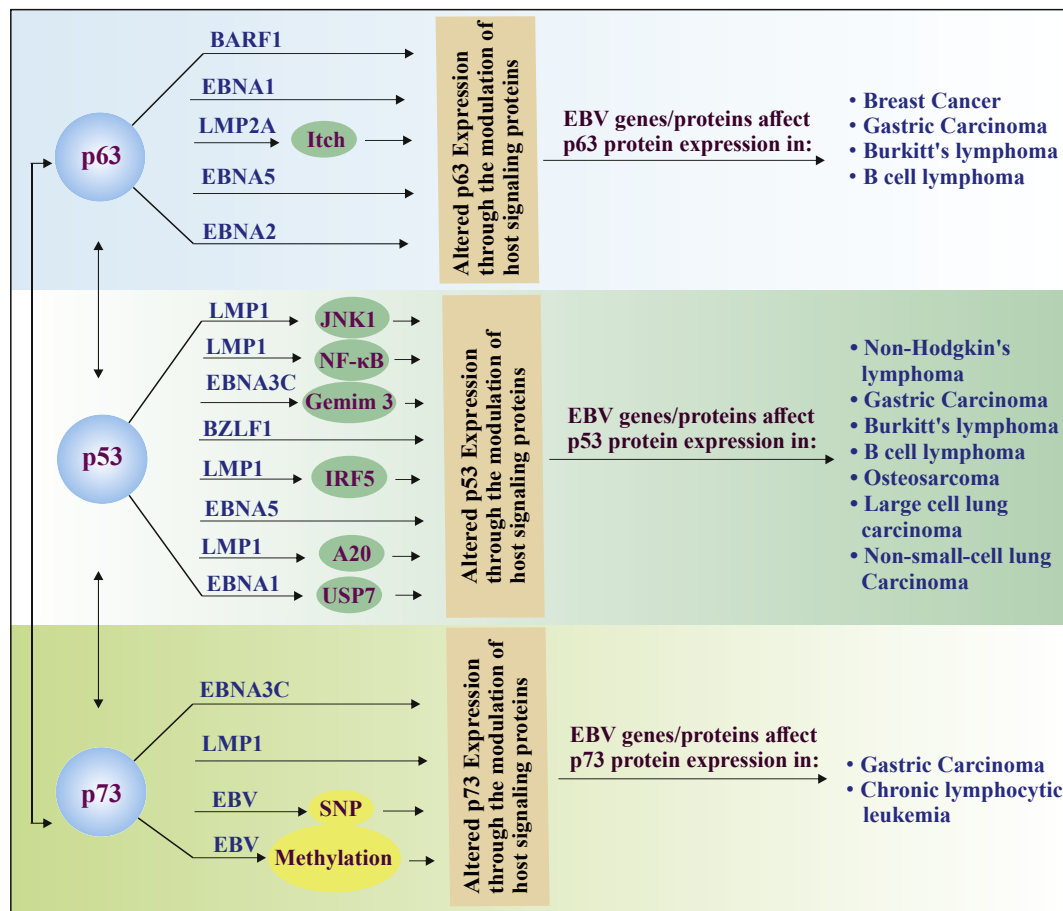 BARF1
EBNA1
LMP2A
Itch
EBNA5
EBNA2
p63
Altered p63 Expression
through the modulation of
host signaling proteins
EBV genes/proteins affect
p63 protein expression in:
• Breast Cancer
• Gastric Carcinoma
• Burkitt's lymphoma
• B cell lymphoma
LMP1
JNK1
LMP1
NF-κB
EBNA3C
Gemim 3
BZLF1
LMP1
IRF5
EBNA5
LMP1
A20
EBNA1
USP7
p53
Altered p53 Expression
through the modulation of
host signaling proteins
EBV genes/proteins affect
p53 protein expression in:
• Non-Hodgkin's
lymphoma
• Gastric Carcinoma
• Burkitt's lymphoma
• B cell lymphoma
• Osteosarcoma
• Large cell lung
carcinoma
• Non-small-cell lung
Carcinoma
EBNA3C
LMP1
EBV
SNP
EBV
Methylation
p73
Altered p73 Expression
through the modulation of
host signaling proteins
EBV genes/proteins affect
p73 protein expression in:
• Gastric Carcinoma
• Chronic lymphocytic
leukemia